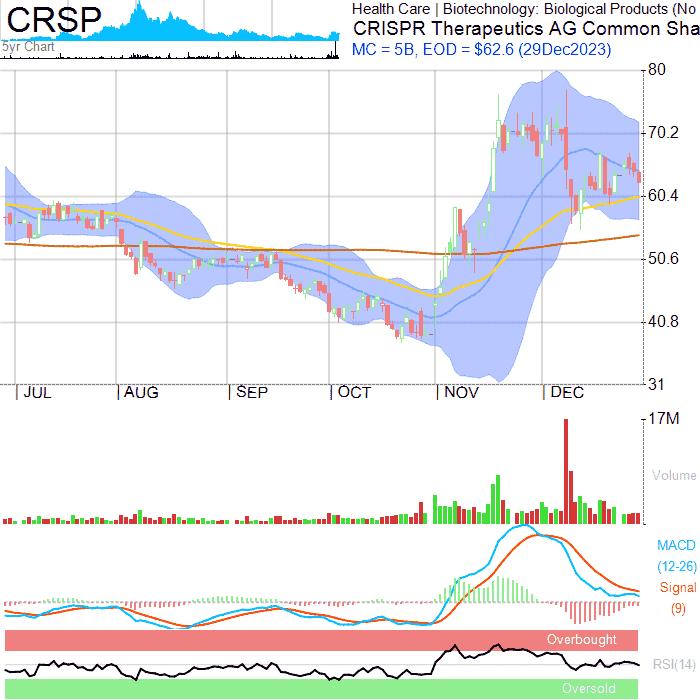 CRSP
5yr Chart
Health Care | Biotechnology: Biological Products (No
CRISPR Therapeutics AG Common Sha
MC = 5B, EOD = $62.6 (29Dec2023)
80
70.2
60.4
50.6
40.8
31
JUL AUG SEP OCT NOV DEC
17M
Volume
MACD
(12-26)
Signal
(9)
Overbought
RSI(14)
Oversold